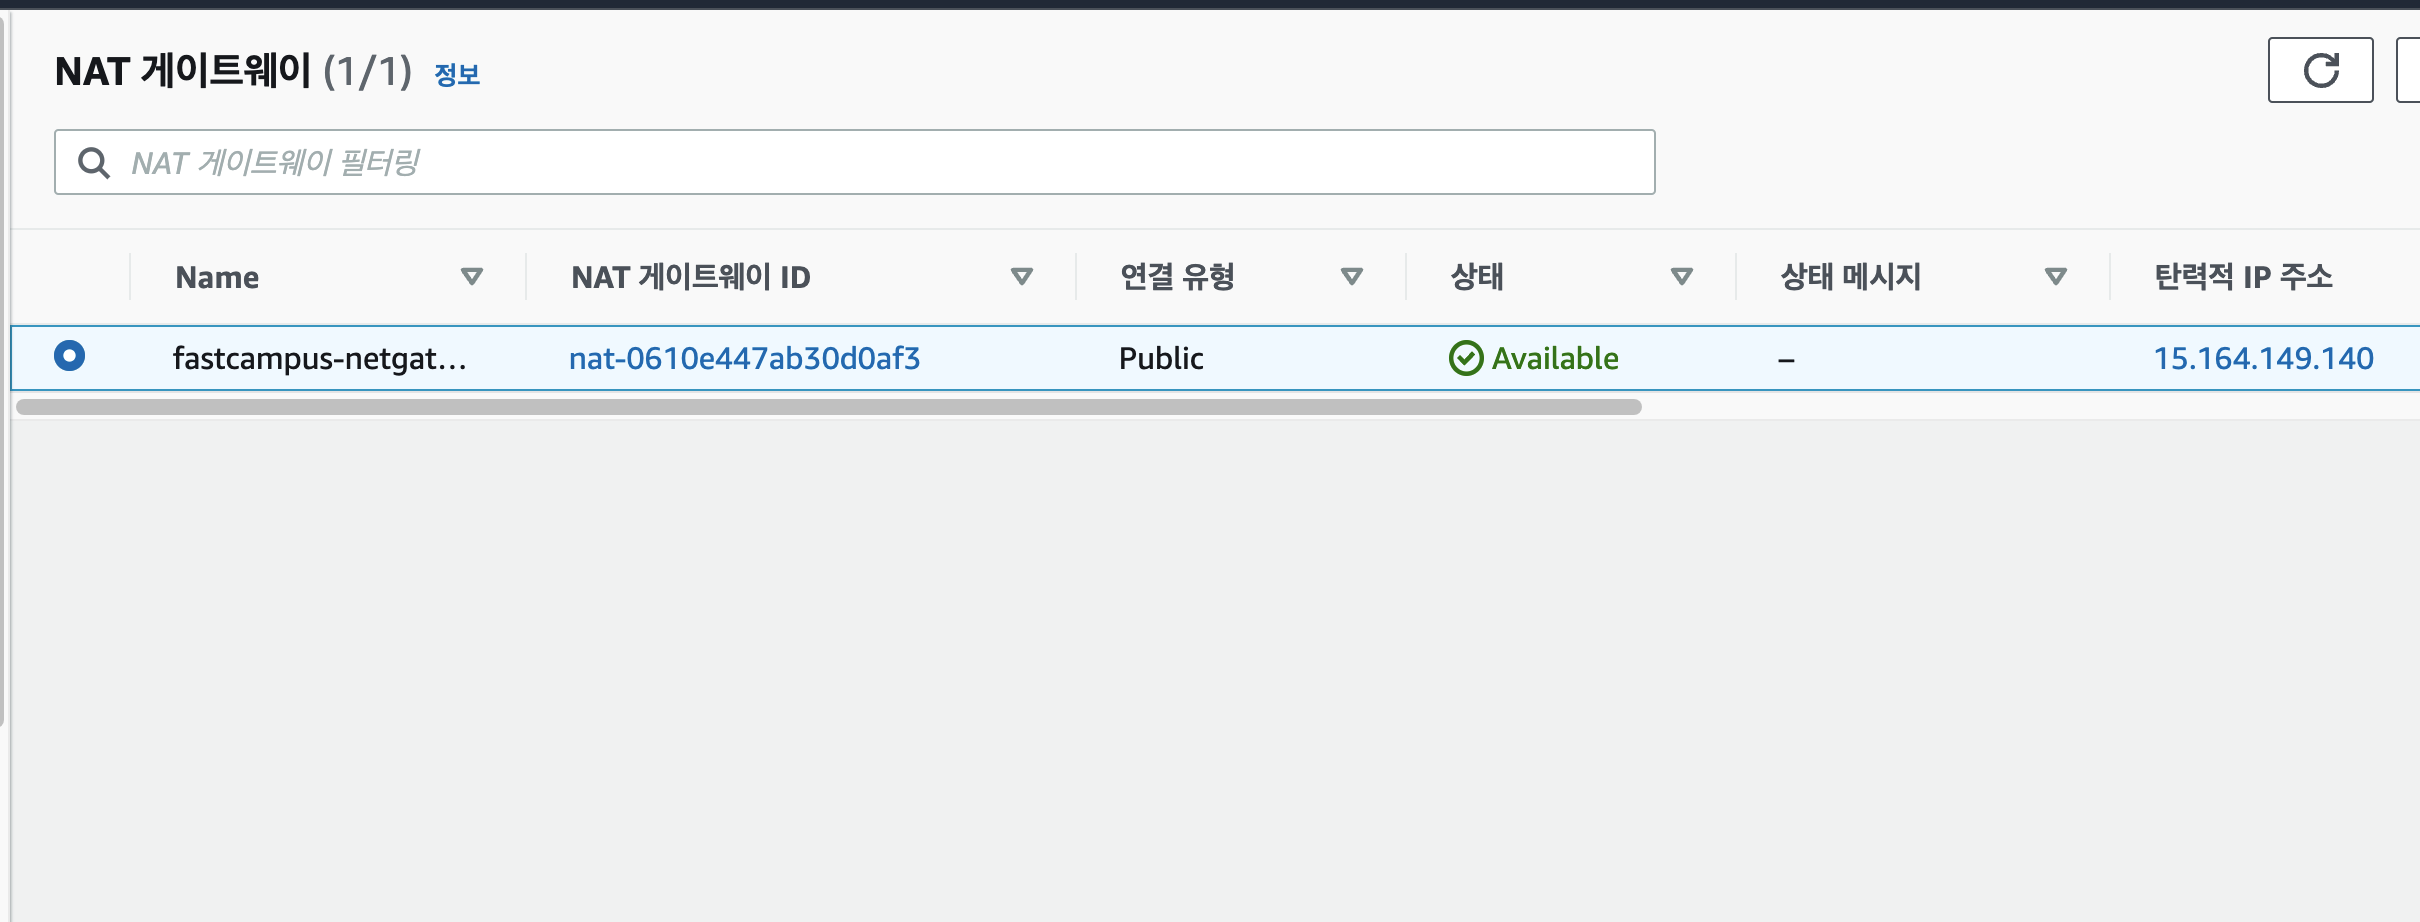 NAT 게이트웨이 (1/1) 정보
NAT 게이트웨이 필터링
Name NAT 게이트웨이 ID 연결 유형 상태 상태 메시지 탄력적 IP 주소
fastcampus-netgat... nat-0610e447ab30d0af3 Public Available – 15.164.149.140